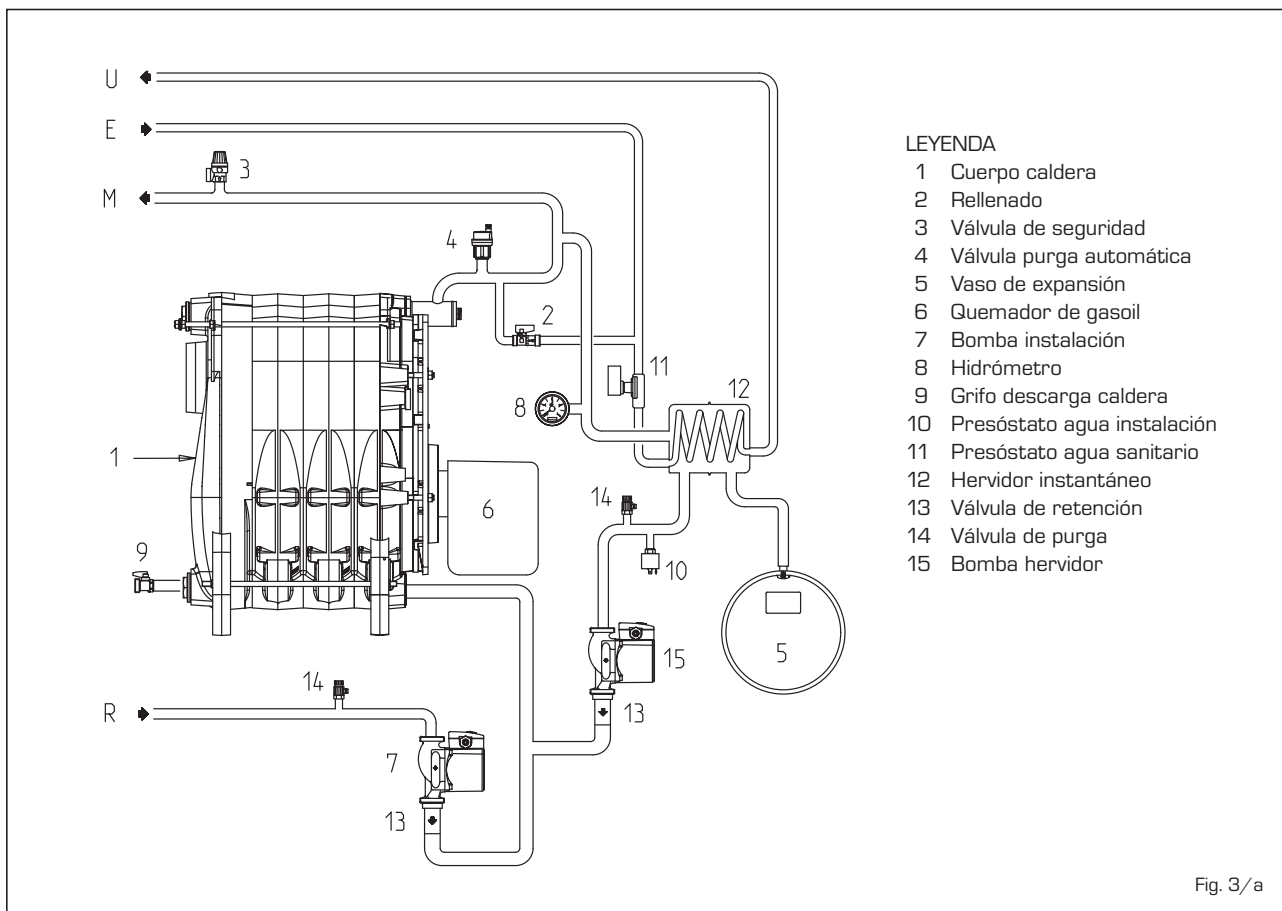 U
E
M
3
4
2
11
12
8
1
6
14
9
10
5
15
14
R
13
7
13
LEYENDA
1 Cuerpo caldera
2 Rellenado
3 Válvula de seguridad
4 Válvula purga automática
5 Vaso de expansión
6 Quemador de gasoil
7 Bomba instalación
8 Hidrómetro
9 Grifo descarga caldera
10 Presóstato agua instalación
11 Presóstato agua sanitario
12 Hervidor instantáneo
13 Válvula de retención
14 Válvula de purga
15 Bomba hervidor
Fig. 3/a